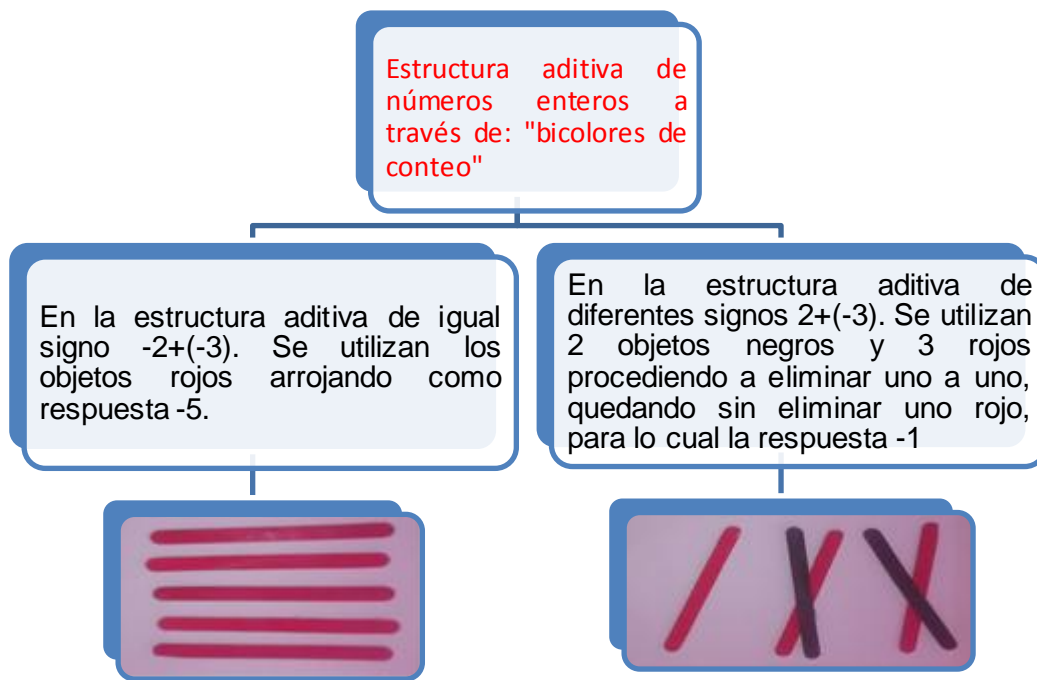 Estructura aditiva de
números enteros a
través de: "bicolores de
conteo"
En la estructura aditiva de igual
signo -2+(-3). Se utilizan los
objetos rojos arrojando como
respuesta -5.
En la estructura aditiva de
diferentes signos 2+(-3). Se utilizan
2 objetos negros y 3 rojos
procediendo a eliminar uno a uno,
quedando sin eliminar uno rojo,
para lo cual la respuesta -1